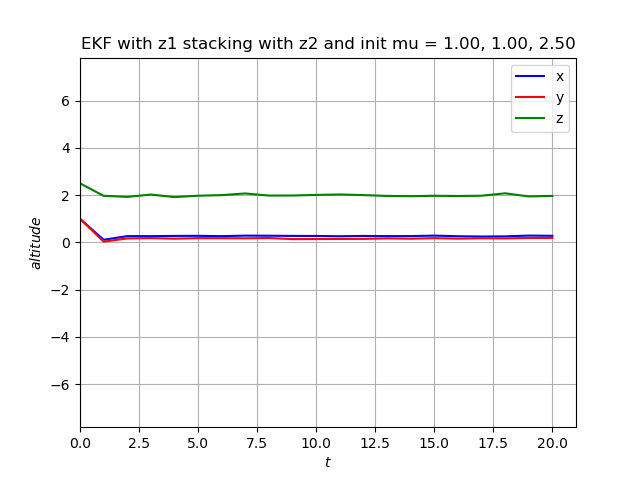 EKF with z1 stacking with z2 and init mu = 1.00, 1.00, 2.50
x
y
z
6
4
2
0
−2
−4
−6
altitude
0.0 2.5 5.0 7.5 10.0 12.5 15.0 17.5 20.0
t